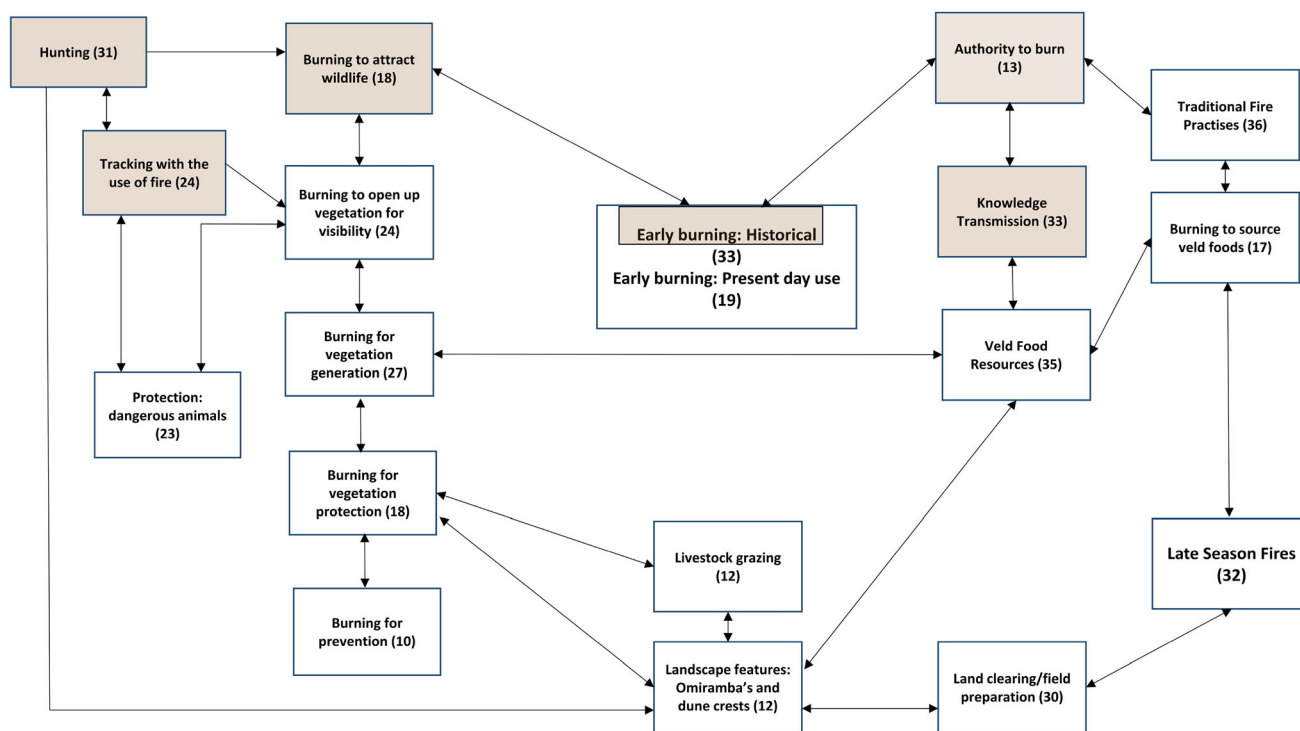 Hunting (31)
Burning to attract
wildlife (18)
Authority to burn
(13)
Traditional Fire
Practises (36)
Tracking with the
use of fire (24)
Burning to open up
vegetation for
visibility (24)
Knowledge
Transmission (33)
Burning to source
veld foods (17)
Early burning: Historical
(33)
Early burning: Present day use
(19)
Burning for
vegetation
generation (27)
Veld Food
Resources (35)
Protection:
dangerous animals
(23)
Burning for
vegetation
protection (18)
Livestock grazing
(12)
Late Season Fires
(32)
Burning for
prevention (10)
Landscape features:
Omiramba's and
dune crests (12)
Land clearing/field
preparation (30)